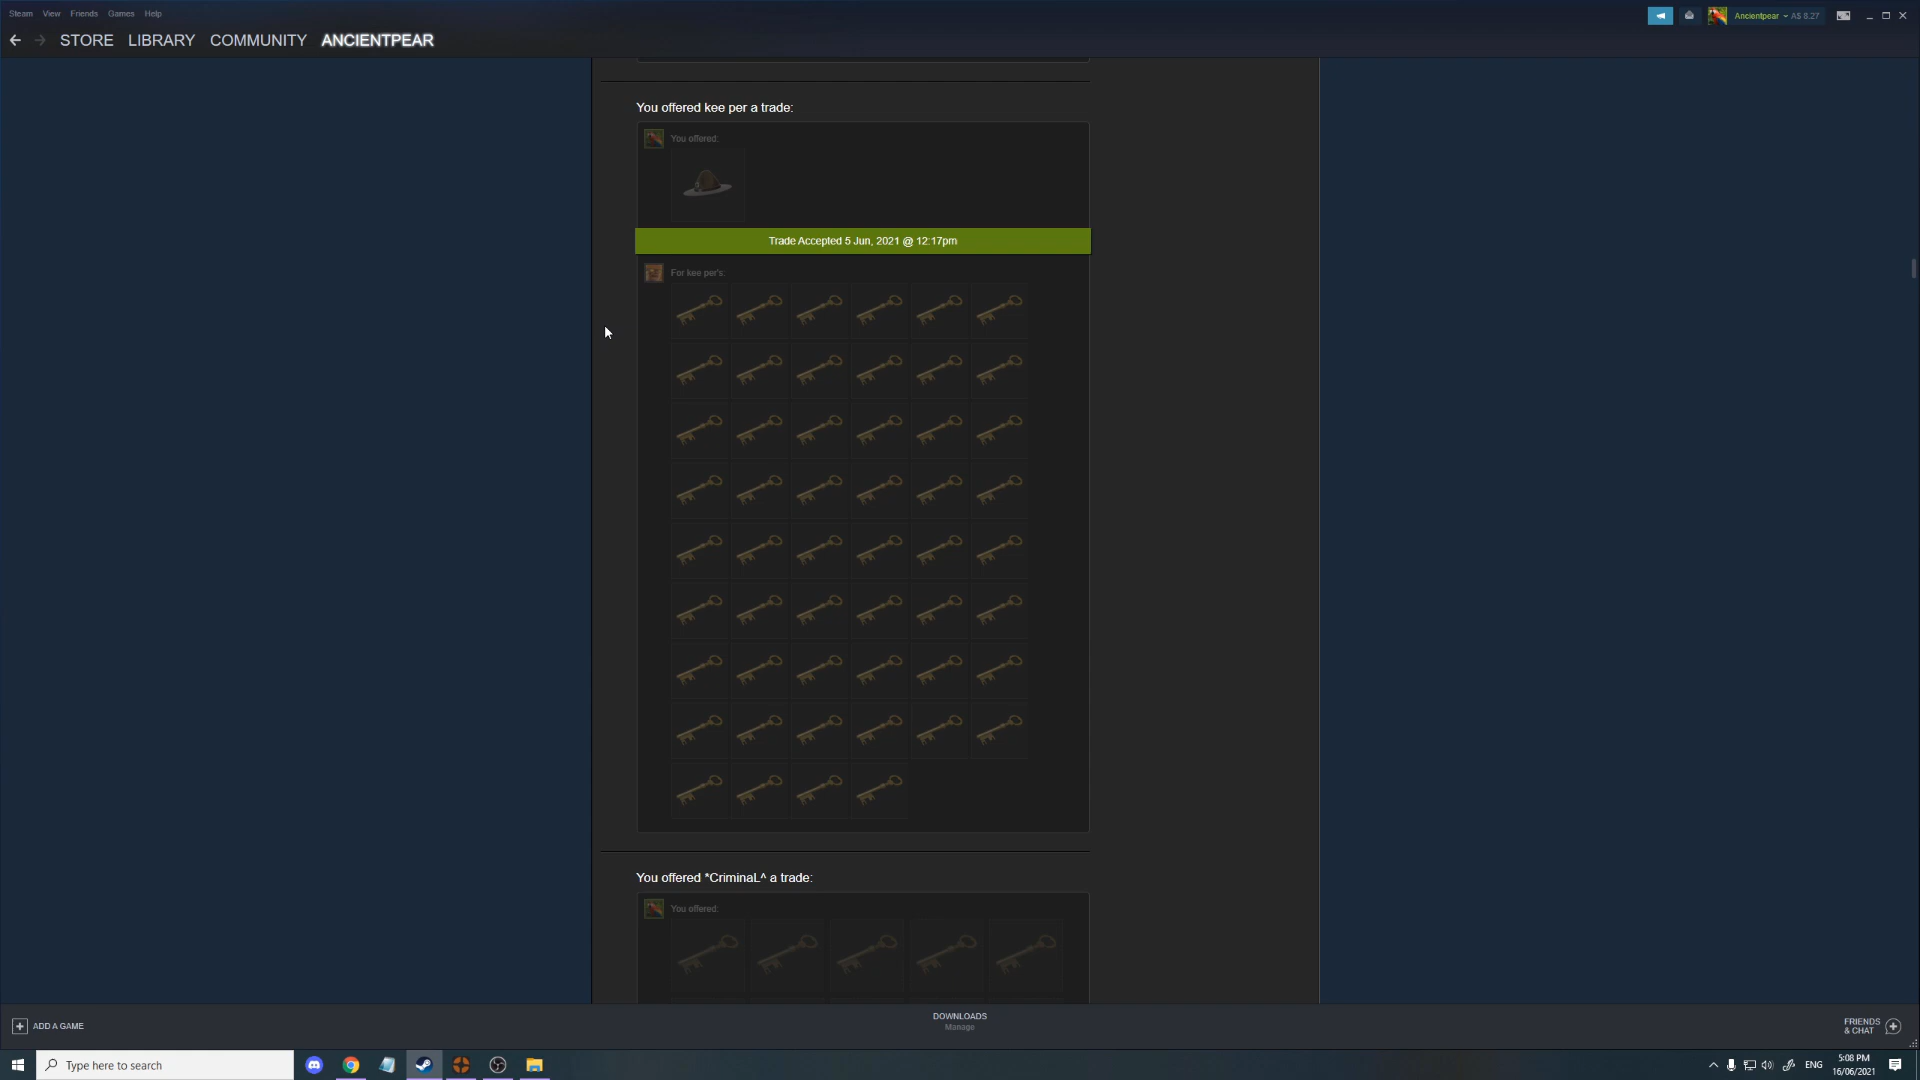 Steam View Friends Games Help
Ancientpear A$ 8.27
STORE LIBRARY COMMUNITY ANCIENTPEAR
You offered kee per a trade:
You offered:
Trade Accepted 5 Jun, 2021 @ 12:17pm
For kee per's:
You offered *CriminaL^ a trade:
You offered:
ADD A GAME
DOWNLOADS
Manage
FRIENDS
& CHAT
Type here to search
ENG
5:08 PM
16/06/2021